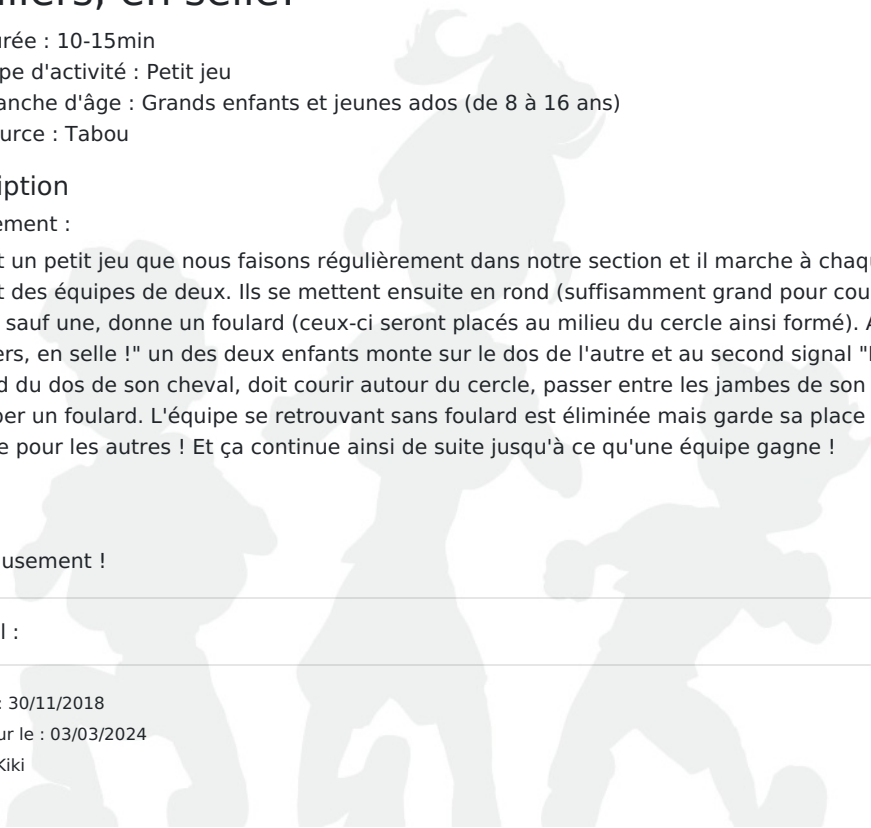 lliers, en selle!
urée : 10-15min
pe d'activité : Petit jeu
anche d'âge : Grands enfants et jeunes ados (de 8 à 16 ans)
urce : Tabou
iption
ement :
t un petit jeu que nous faisons régulièrement dans notre section et il marche à chaqu
t des équipes de deux. Ils se mettent ensuite en rond (suffisamment grand pour cou
sauf une, donne un foulard (ceux-ci seront placés au milieu du cercle ainsi formé). A
ers, en selle !" un des deux enfants monte sur le dos de l'autre et au second signal "
d du dos de son cheval, doit courir autour du cercle, passer entre les jambes de son
per un foulard. L'équipe se retrouvant sans foulard est éliminée mais garde sa place
e pour les autres ! Et ça continue ainsi de suite jusqu'à ce qu'une équipe gagne !
usement !
l :
: 30/11/2018
ur le : 03/03/2024
Kiki